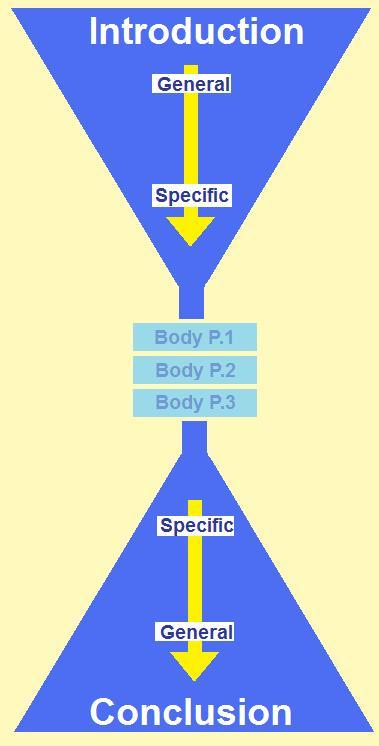 Introduction
General
Specific
Body P.1
Body P.2
Body P.3
Specific
General
Conclusion